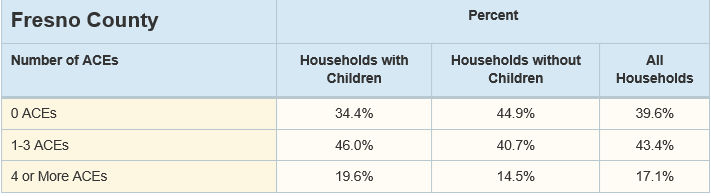 Fresno County
Percent
Number of ACEs
Households with
Children
Households without
Children
All
Households
0 ACEs 34.4% 44.9% 39.6%
1-3 ACEs 46.0% 40.7% 43.4%
4 or More ACEs 19.6% 14.5% 17.1%